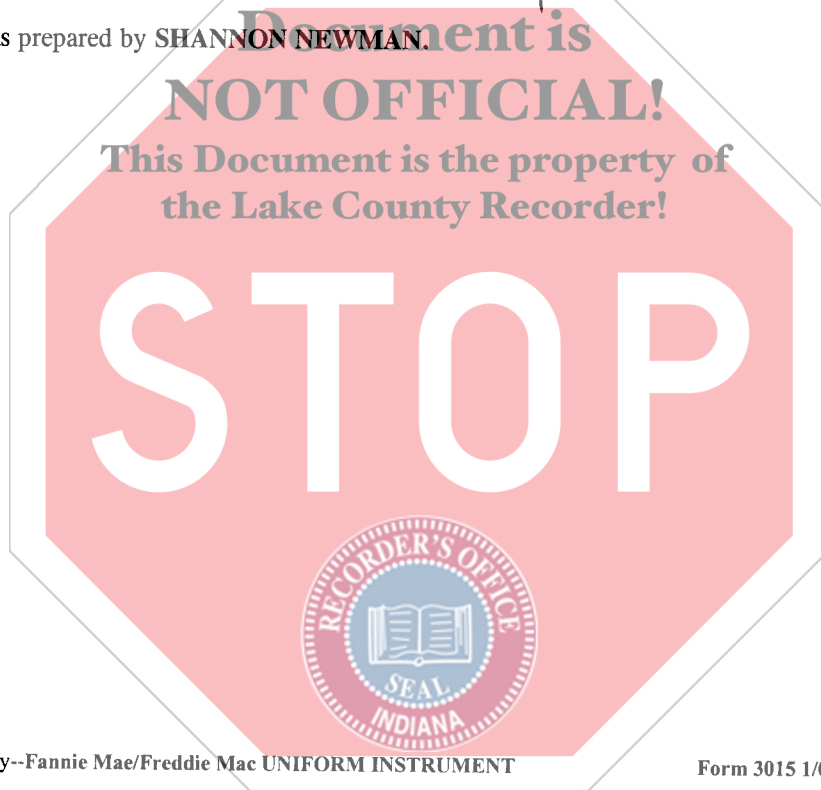 s prepared by SHANNON NEWMAN.
Document is
NOT OFFICIAL!
This Document is the property of
the Lake County Recorder!
STOP
RECORDER'S OFFICE
SEAL
INDIANA
y--Fannie Mae/Freddie Mac UNIFORM INSTRUMENT
Form 3015 1/0